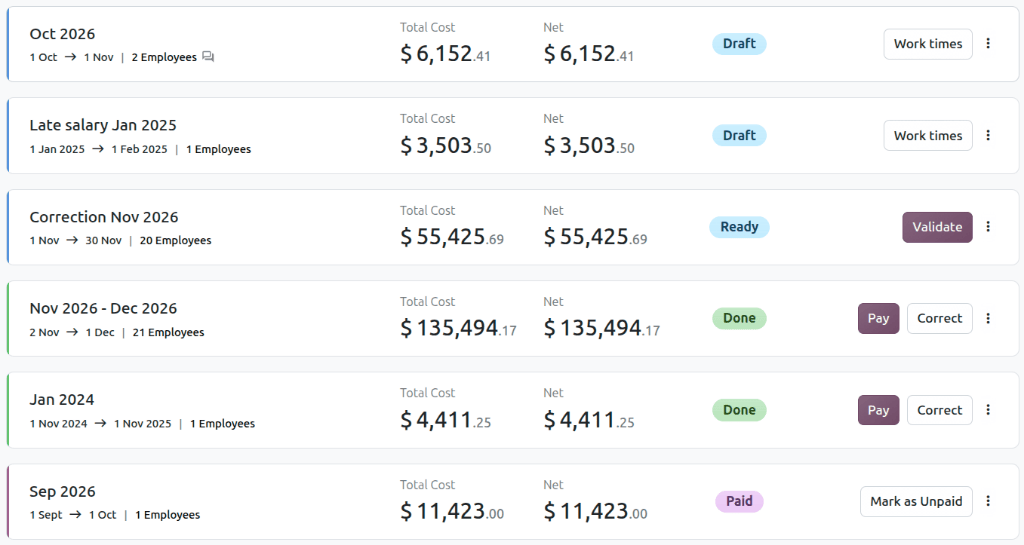 Oct 2026
1 Oct → 1 Nov | 2 Employees
Total Cost
$ 6,152.41
Net
$ 6,152.41
Draft
Work times
Late salary Jan 2025
1 Jan 2025 → 1 Feb 2025 | 1 Employees
Total Cost
$ 3,503.50
Net
$ 3,503.50
Draft
Work times
Correction Nov 2026
1 Nov → 30 Nov | 20 Employees
Total Cost
$ 55,425.69
Net
$ 55,425.69
Ready
Validate
Nov 2026 - Dec 2026
2 Nov → 1 Dec | 21 Employees
Total Cost
$ 135,494.17
Net
$ 135,494.17
Done
Pay
Correct
Jan 2024
1 Nov 2024 → 1 Nov 2025 | 1 Employees
Total Cost
$ 4,411.25
Net
$ 4,411.25
Done
Pay
Correct
Sep 2026
1 Sept → 1 Oct | 1 Employees
Total Cost
$ 11,423.00
Net
$ 11,423.00
Paid
Mark as Unpaid